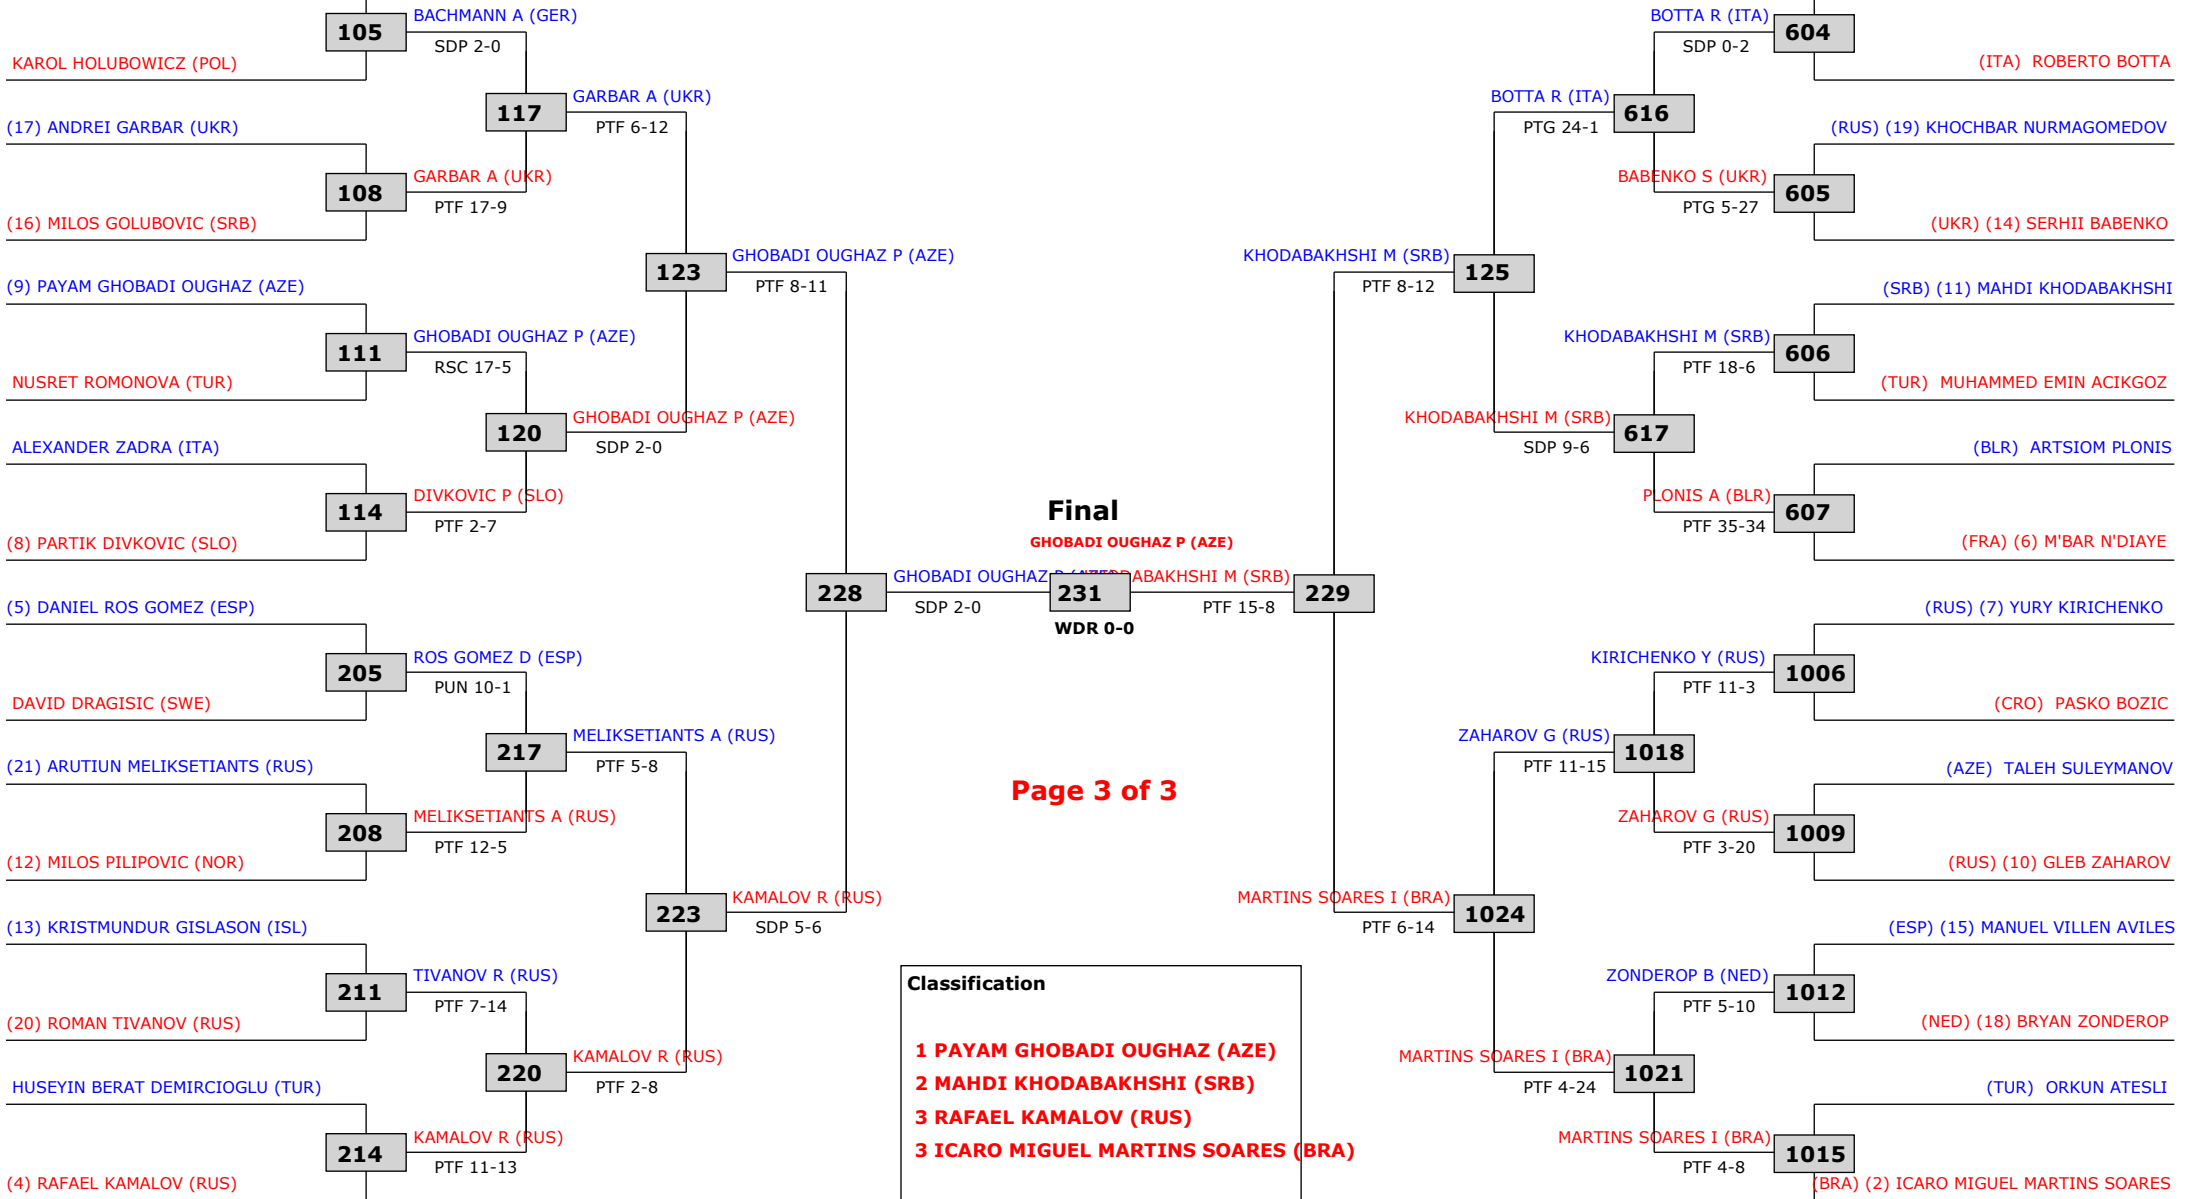 BACHMANN A (GER)
105
SDP 2-0
KAROL HOLUBOWICZ (POL)
GARBAR A (UKR)
117
PTF 6-12
(17) ANDREI GARBAR (UKR)
GARBAR A (UKR)
108
PTF 17-9
(16) MILOS GOLUBOVIC (SRB)
GHOBADI OUGHAZ P (AZE)
123
PTF 8-11
(9) PAYAM GHOBADI OUGHAZ (AZE)
GHOBADI OUGHAZ P (AZE)
111
RSC 17-5
NUSRET ROMONOVA (TUR)
GHOBADI OUGHAZ P (AZE)
120
SDP 2-0
ALEXANDER ZADRA (ITA)
DIVKOVIC P (SLO)
114
PTF 2-7
(8) PARTIK DIVKOVIC (SLO)
GHOBADI OUGHAZ P (AZE)
228
SDP 2-0
(5) DANIEL ROS GOMEZ (ESP)
ROS GOMEZ D (ESP)
205
PUN 10-1
DAVID DRAGISIC (SWE)
MELIKSETIANTS A (RUS)
217
PTF 5-8
(21) ARUTIUN MELIKSETIANTS (RUS)
MELIKSETIANTS A (RUS)
208
PTF 12-5
(12) MILOS PILIPOVIC (NOR)
KAMALOV R (RUS)
223
SDP 5-6
(13) KRISTMUNDUR GISLASON (ISL)
TIVANOV R (RUS)
211
PTF 7-14
(20) ROMAN TIVANOV (RUS)
KAMALOV R (RUS)
220
PTF 2-8
HUSEYIN BERAT DEMIRCIOGLU (TUR)
KAMALOV R (RUS)
214
PTF 11-13
(4) RAFAEL KAMALOV (RUS)
Final
GHOBADI OUGHAZ P (AZE)
231
WDR 0-0
Page 3 of 3
Classification
1 PAYAM GHOBADI OUGHAZ (AZE)
2 MAHDI KHODABAKHSHI (SRB)
3 RAFAEL KAMALOV (RUS)
3 ICARO MIGUEL MARTINS SOARES (BRA)
BOTTA R (ITA)
604
SDP 0-2
(ITA) ROBERTO BOTTA
BOTTA R (ITA)
616
PTG 24-1
(RUS) (19) KHOCHBAR NURMAGOMEDOV
BABENKO S (UKR)
605
PTG 5-27
(UKR) (14) SERHII BABENKO
KHODABAKHSHI M (SRB)
125
PTF 8-12
(SRB) (11) MAHDI KHODABAKHSHI
KHODABAKHSHI M (SRB)
606
PTF 18-6
(TUR) MUHAMMED EMIN ACIKGOZ
KHODABAKHSHI M (SRB)
617
SDP 9-6
(BLR) ARTSIOM PLONIS
PLONIS A (BLR)
607
PTF 35-34
(FRA) (6) M'BAR N'DIAYE
KHODABAKHSHI M (SRB)
229
PTF 15-8
(RUS) (7) YURY KIRICHENKO
KIRICHENKO Y (RUS)
1006
PTF 11-3
(CRO) PASKO BOZIC
ZAHAROV G (RUS)
1018
PTF 11-15
(AZE) TALEH SULEYMANOV
ZAHAROV G (RUS)
1009
PTF 3-20
(RUS) (10) GLEB ZAHAROV
MARTINS SOARES I (BRA)
1024
PTF 6-14
(ESP) (15) MANUEL VILLEN AVILES
ZONDEROP B (NED)
1012
PTF 5-10
(NED) (18) BRYAN ZONDEROP
MARTINS SOARES I (BRA)
1021
PTF 4-24
(TUR) ORKUN ATESLI
MARTINS SOARES I (BRA)
1015
PTF 4-8
(BRA) (2) ICARO MIGUEL MARTINS SOARES